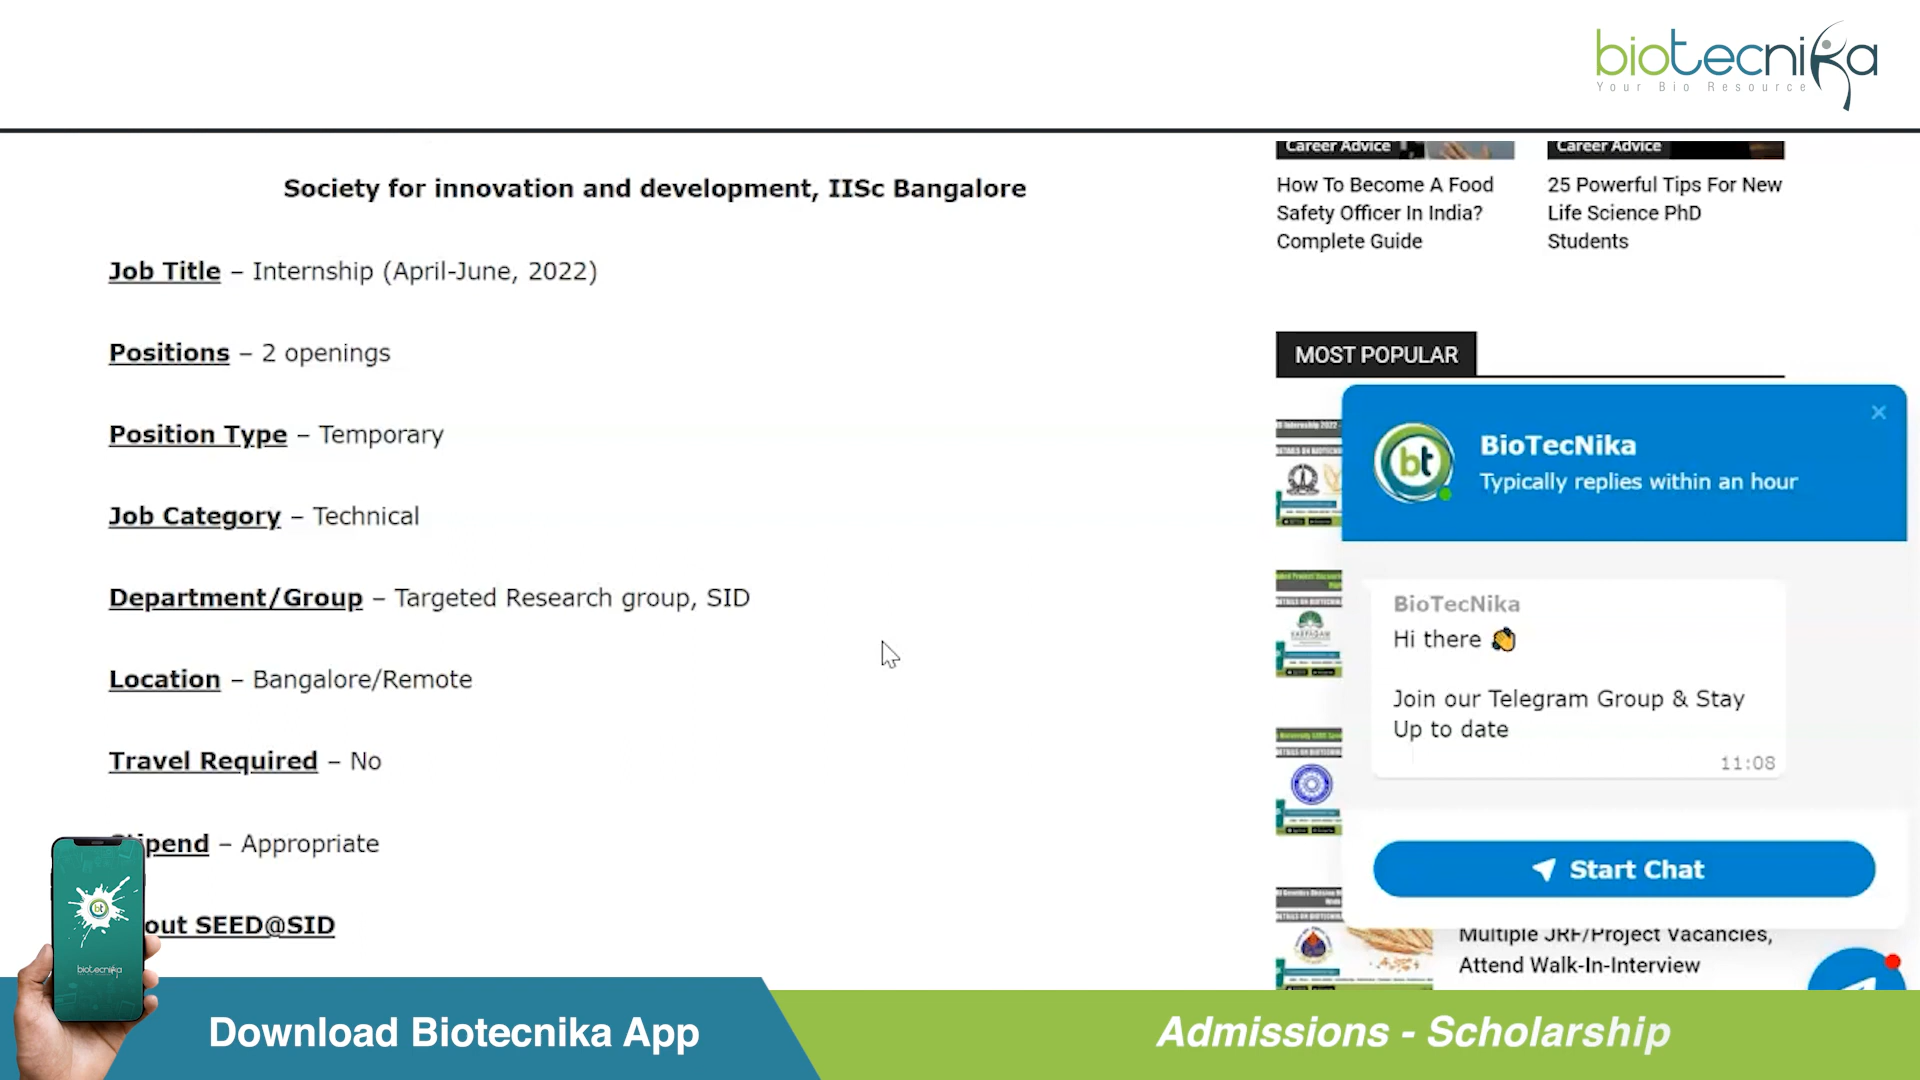 biotecnika
Your Bio Resource
Society for innovation and development, IISc Bangalore
Job Title – Internship (April-June, 2022)
Positions – 2 openings
Position Type – Temporary
Job Category – Technical
Department/Group – Targeted Research group, SID
Location – Bangalore/Remote
Travel Required – No
pend – Appropriate
out SEED@SID
Career Advice
How To Become A Food
Safety Officer In India?
Complete Guide
Career Advice
25 Powerful Tips For New
Life Science PhD
Students
MOST POPULAR
BioTecNika
Typically replies within an hour
BioTecNika
Hi there
Join our Telegram Group & Stay
Up to date
11:08
Start Chat
Multiple JRF/Project Vacancies,
Attend Walk-In-Interview
bt
bt
biotecnika
Download Biotecnika App
Admissions - Scholarship